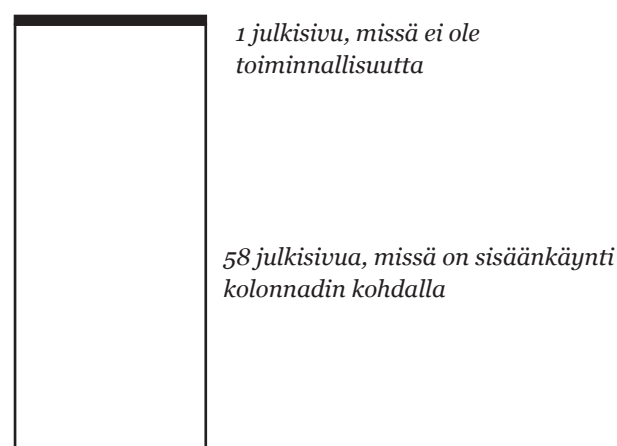 1 julkisivu, missä ei ole
toiminnallisuutta
58 julkisivua, missä on sisäänkäynti
kolonnadin kohdalla